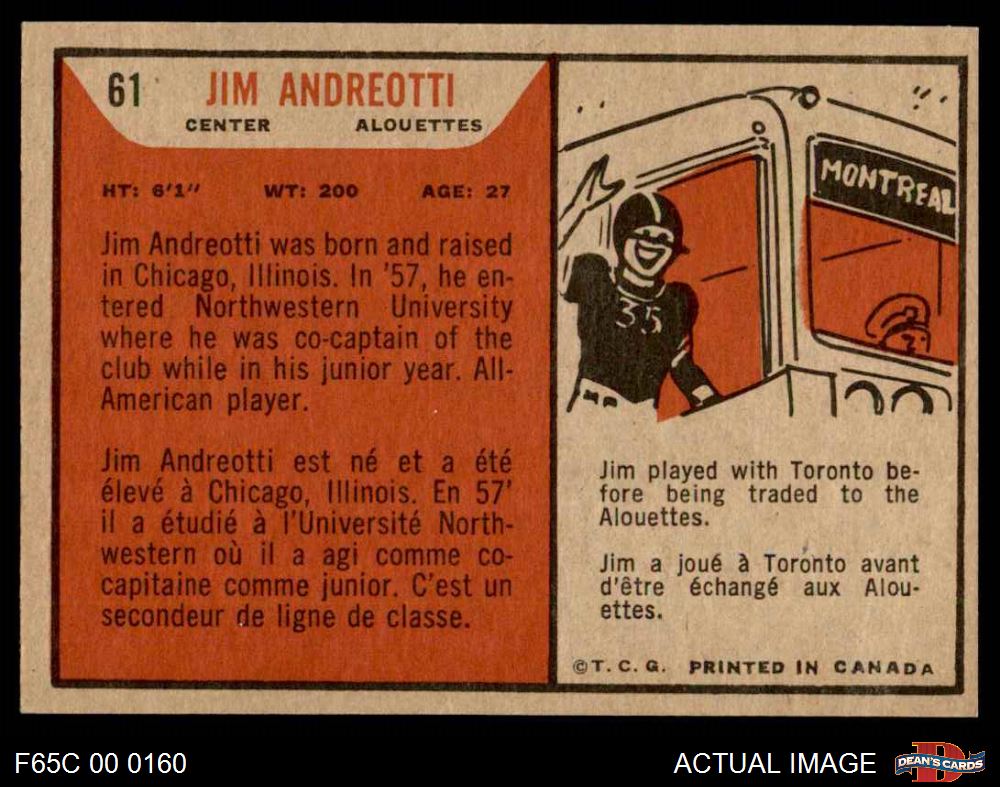 61 JIM ANDREOTTI
CENTER ALOUETTES
HT: 6'1" WT: 200 AGE: 27
Jim Andreotti was born and raised
in Chicago, Illinois. In '57, he en-
tered Northwestern University
where he was co-captain of the
club while in his junior year. All-
American player.
Jim Andreotti est né et a été
élevé à Chicago, Illinois. En 57'
il a étudié à l'Université North-
western où il a agi comme co-
capitaine comme junior. C'est un
secondeur de ligne de classe.
MONTREAL
35
Jim played with Toronto be-
fore being traded to the
Alouettes.
Jim a joué à Toronto avant
d'être échangé aux Alou-
ettes.
©T. C. G. PRINTED IN CANADA
F65C 00 0160
ACTUAL IMAGE
D
DEAN'S CARDS